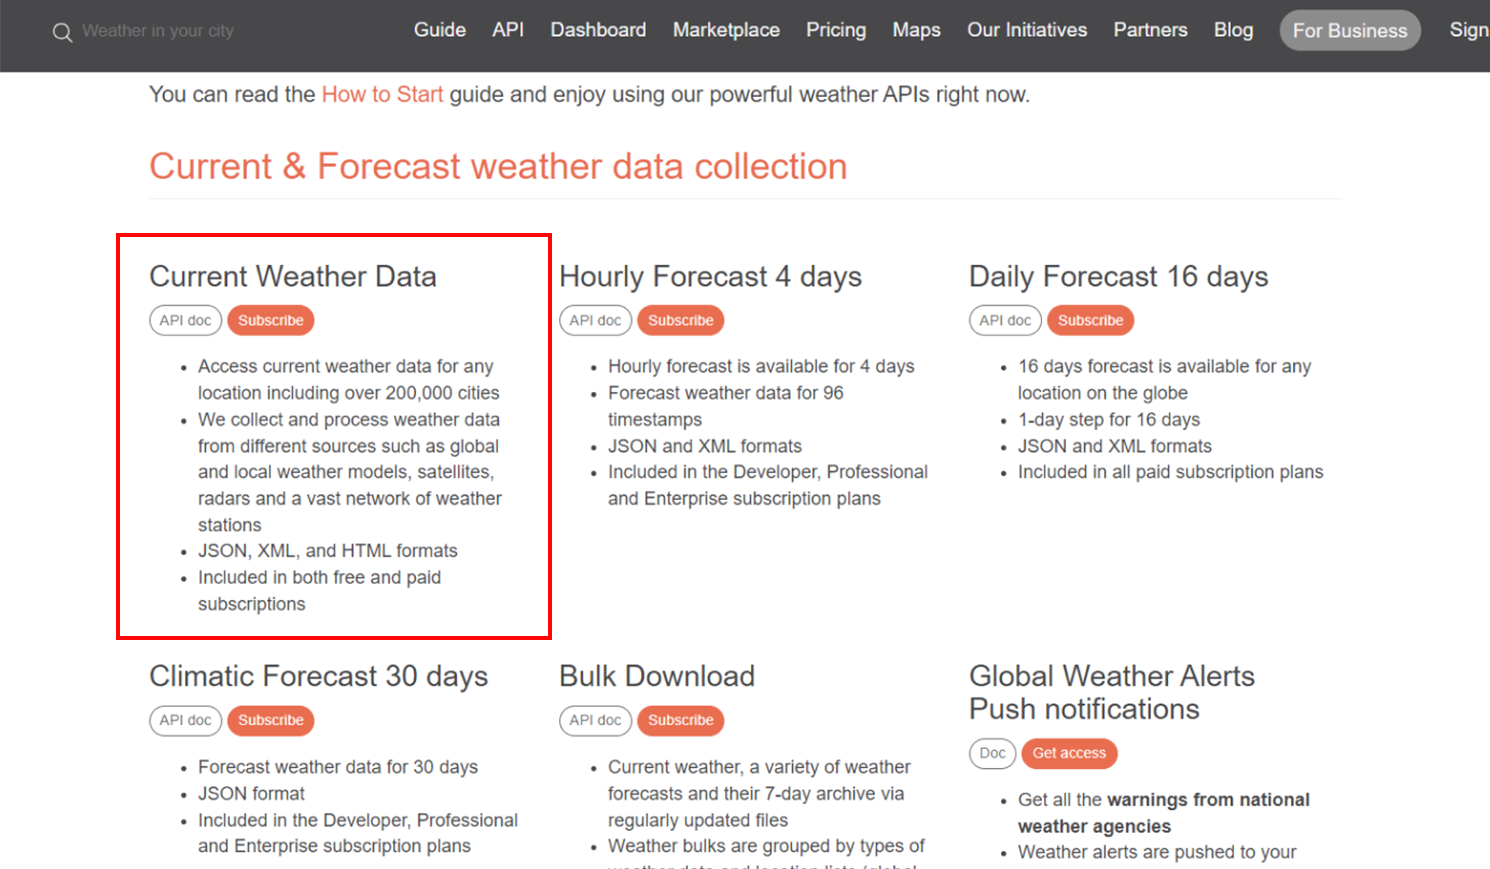 Weather in your city
Guide API Dashboard Marketplace Pricing Maps Our Initiatives Partners Blog For Business Sign
You can read the How to Start guide and enjoy using our powerful weather APIs right now.
Current & Forecast weather data collection
Current Weather Data
API doc Subscribe
• Access current weather data for any
location including over 200,000 cities
• We collect and process weather data
from different sources such as global
and local weather models, satellites,
radars and a vast network of weather
stations
• JSON, XML, and HTML formats
• Included in both free and paid
subscriptions
Hourly Forecast 4 days
API doc Subscribe
• Hourly forecast is available for 4 days
• Forecast weather data for 96
timestamps
• JSON and XML formats
• Included in the Developer, Professional
and Enterprise subscription plans
Daily Forecast 16 days
API doc Subscribe
• 16 days forecast is available for any
location on the globe
• 1-day step for 16 days
• JSON and XML formats
• Included in all paid subscription plans
Climatic Forecast 30 days
API doc Subscribe
• Forecast weather data for 30 days
• JSON format
• Included in the Developer, Professional
and Enterprise subscription plans
Bulk Download
API doc Subscribe
• Current weather, a variety of weather
forecasts and their 7-day archive via
regularly updated files
• Weather bulks are grouped by types of
weather data and location lists (global
Global Weather Alerts
Push notifications
Doc Get access
• Get all the warnings from national
weather agencies
• Weather alerts are pushed to your